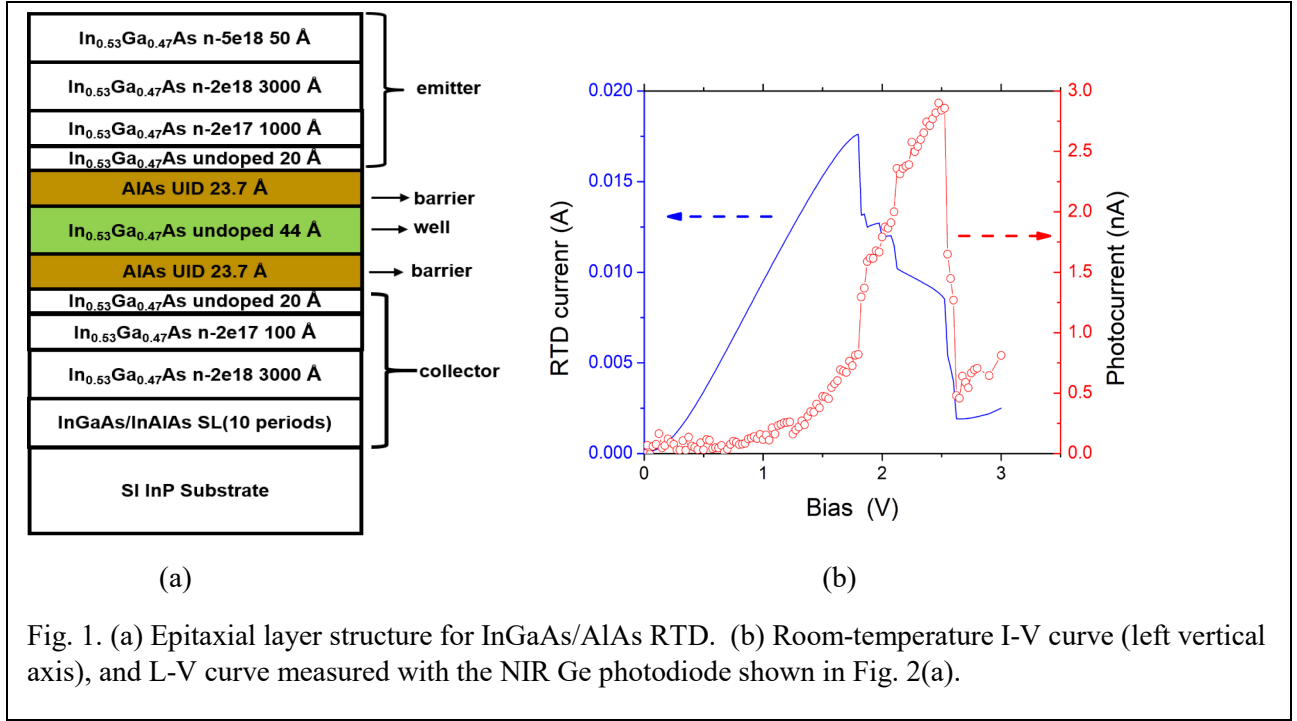 In0.53Ga0.47As n-5e18 50 Å
In0.53Ga0.47As n-2e18 3000 Å
In0.53Ga0.47As n-2e17 1000 Å
In0.53Ga0.47As undoped 20 Å
AlAs UID 23.7 Å
In0.53Ga0.47As undoped 44 Å
AlAs UID 23.7 Å
In0.53Ga0.47As undoped 20 Å
In0.53Ga0.47As n-2e17 100 Å
In0.53Ga0.47As n-2e18 3000 Å
InGaAs/InAlAs SL(10 periods)
SI InP Substrate
emitter
barrier
well
barrier
collector
(a)
0.020
0.015
0.010
0.005
0.000
RTD currenr (A)
0
1
2
3
Bias (V)
3.0
2.5
2.0
1.5
1.0
0.5
0.0
Photocurrent (nA)
(b)
Fig. 1. (a) Epitaxial layer structure for InGaAs/AlAs RTD. (b) Room-temperature I-V curve (left vertical
axis), and L-V curve measured with the NIR Ge photodiode shown in Fig. 2(a).